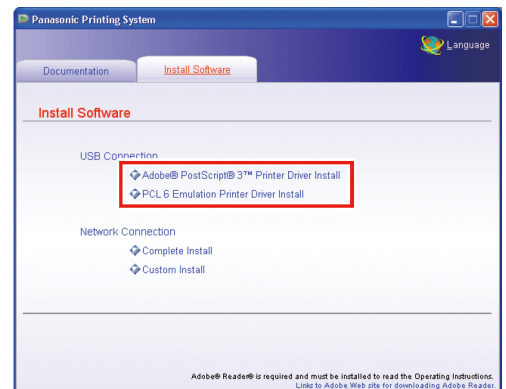 Panasonic Printing System
Language
Documentation
Install Software
Install Software
USB Connection
Adobe® PostScript® 3™ Printer Driver Install
PCL 6 Emulation Printer Driver Install
Network Connection
Complete Install
Custom Install
Adobe® Reader® is required and must be installed to read the Operating Instructions.
Links to Adobe Web site for downloading Adobe Reader.